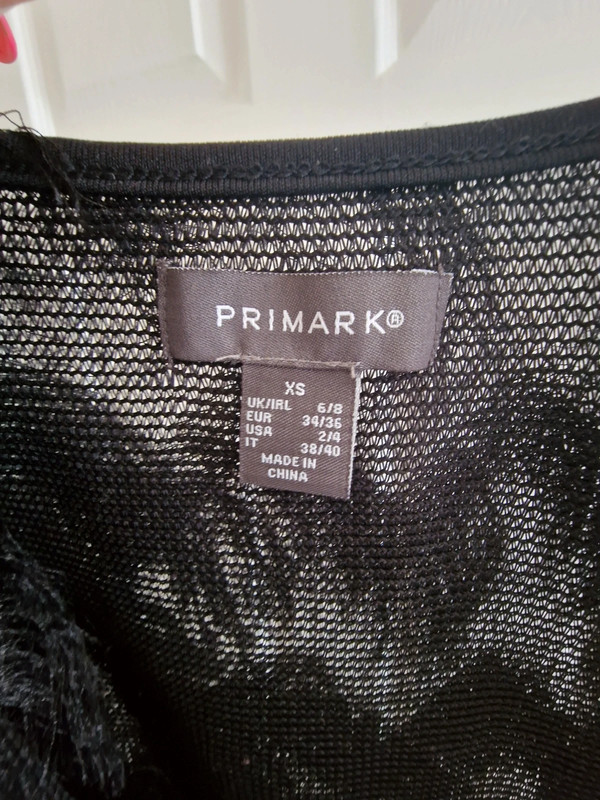 PRIMARK®
XS
UK/IRL 6/8
EUR 34/36
USA 2/4
IT 38/40
MADE IN
CHINA